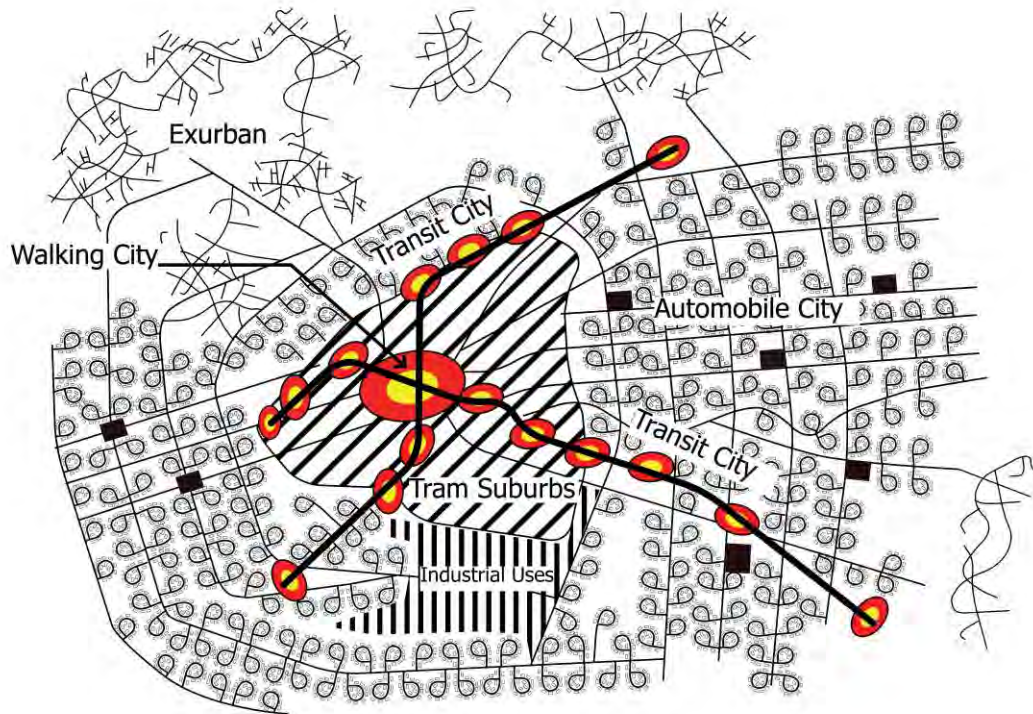 Exurban
Transit City
Walking City
Automobile City
Transit City
Tram Suburbs
Industrial Uses